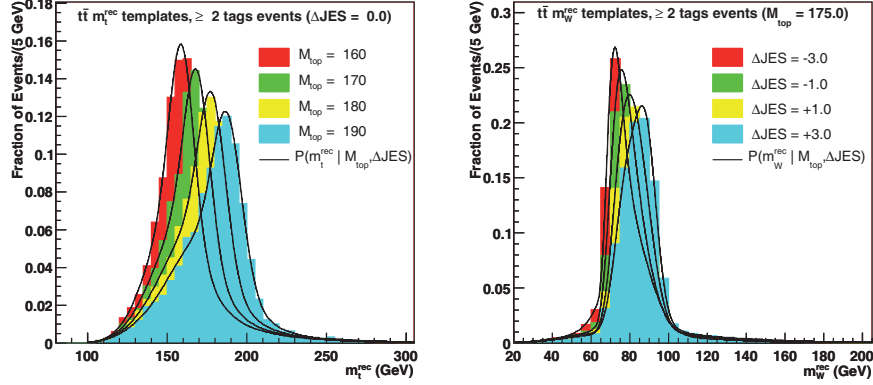 tt̄ m_t^rec templates, ≥ 2 tags events (ΔJES = 0.0)
Fraction of Events/(5 GeV)
0.18
0.16
0.14
0.12
0.1
0.08
0.06
0.04
0.02
0
M_top = 160
M_top = 170
M_top = 180
M_top = 190
P(m_t^rec | M_top,ΔJES)
100 150 200 250 300
m_t^rec (GeV)
tt̄ m_W^rec templates, ≥ 2 tags events (M_top = 175.0)
Fraction of Events/(5 GeV)
0.3
0.25
0.2
0.15
0.1
0.05
0
ΔJES = -3.0
ΔJES = -1.0
ΔJES = +1.0
ΔJES = +3.0
P(m_W^rec | M_top,ΔJES)
20 40 60 80 100 120 140 160 180 200
m_W^rec (GeV)